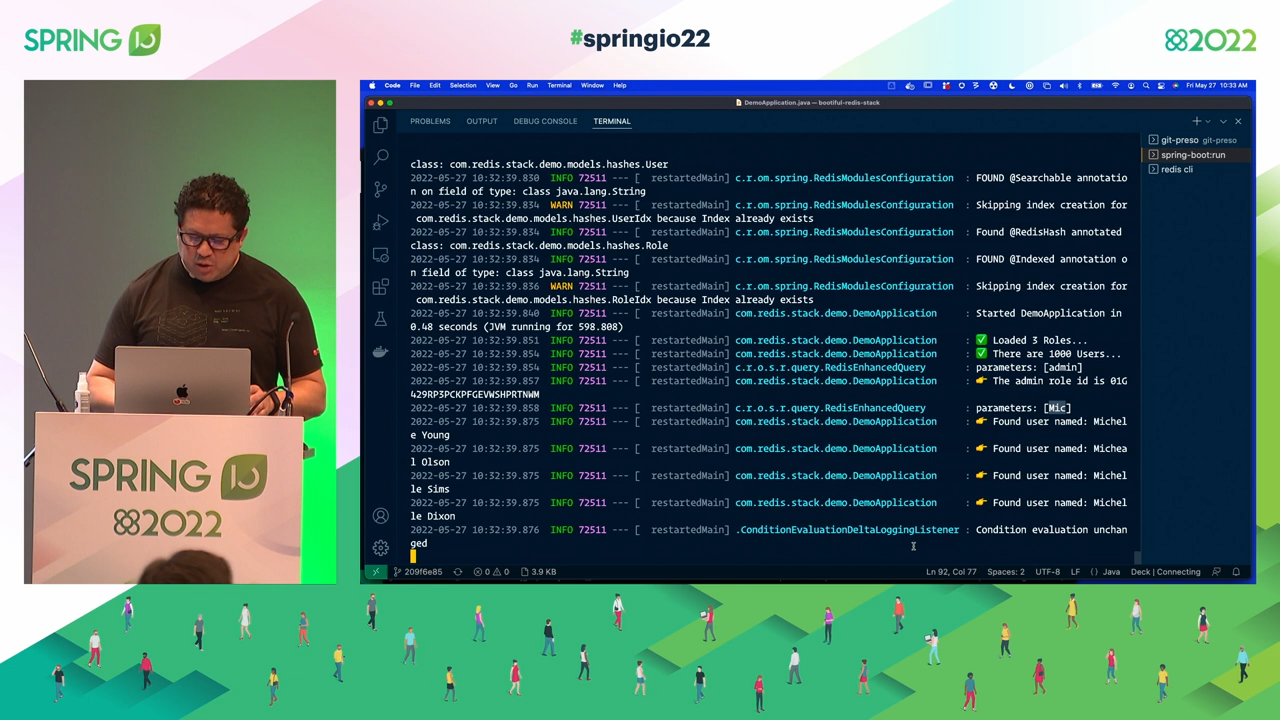 SPRING IO
#springio22
2022
Code File Edit Selection View Go Run Terminal Window Help Fri May 27 10:33 AM
DemoApplication.java — bootiful-redis-stack
PROBLEMS OUTPUT DEBUG CONSOLE TERMINAL
git-preso git-preso
spring-boot:run
redis cli
class: com.redis.stack.demo.models.hashes.User
2022-05-27 10:32:39.830 INFO 72511 --- [ restartedMain] c.r.om.spring.RedisModulesConfiguration : FOUND @Searchable annotatio
n on field of type: class java.lang.String
2022-05-27 10:32:39.834 WARN 72511 --- [ restartedMain] c.r.om.spring.RedisModulesConfiguration : Skipping index creation for
com.redis.stack.demo.models.hashes.UserIdx because Index already exists
2022-05-27 10:32:39.834 INFO 72511 --- [ restartedMain] c.r.om.spring.RedisModulesConfiguration : Found @RedisHash annotated
class: com.redis.stack.demo.models.hashes.Role
2022-05-27 10:32:39.834 INFO 72511 --- [ restartedMain] c.r.om.spring.RedisModulesConfiguration : FOUND @Indexed annotation o
n field of type: class java.lang.String
2022-05-27 10:32:39.836 WARN 72511 --- [ restartedMain] c.r.om.spring.RedisModulesConfiguration : Skipping index creation for
com.redis.stack.demo.models.hashes.RoleIdx because Index already exists
2022-05-27 10:32:39.840 INFO 72511 --- [ restartedMain] com.redis.stack.demo.DemoApplication : Started DemoApplication in
0.48 seconds (JVM running for 598.808)
2022-05-27 10:32:39.851 INFO 72511 --- [ restartedMain] com.redis.stack.demo.DemoApplication : ✅ Loaded 3 Roles...
2022-05-27 10:32:39.854 INFO 72511 --- [ restartedMain] com.redis.stack.demo.DemoApplication : ✅ There are 1000 Users...
2022-05-27 10:32:39.854 INFO 72511 --- [ restartedMain] c.r.o.s.r.query.RedisEnhancedQuery : parameters: [admin]
2022-05-27 10:32:39.857 INFO 72511 --- [ restartedMain] com.redis.stack.demo.DemoApplication : 👉 The admin role id is 01G
429RP3PCKPFGEVWSHPRTNWM
2022-05-27 10:32:39.858 INFO 72511 --- [ restartedMain] c.r.o.s.r.query.RedisEnhancedQuery : parameters: [Mic]
2022-05-27 10:32:39.875 INFO 72511 --- [ restartedMain] com.redis.stack.demo.DemoApplication : 👉 Found user named: Michel
e Young
2022-05-27 10:32:39.875 INFO 72511 --- [ restartedMain] com.redis.stack.demo.DemoApplication : 👉 Found user named: Michea
l Olson
2022-05-27 10:32:39.875 INFO 72511 --- [ restartedMain] com.redis.stack.demo.DemoApplication : 👉 Found user named: Michel
le Sims
2022-05-27 10:32:39.875 INFO 72511 --- [ restartedMain] com.redis.stack.demo.DemoApplication : 👉 Found user named: Michel
le Dixon
2022-05-27 10:32:39.876 INFO 72511 --- [ restartedMain] .ConditionEvaluationDeltaLoggingListener : Condition evaluation unchan
ged
209f6e85 0 0 3.9 KB Ln 92, Col 77 Spaces: 2 UTF-8 LF {} Java Deck | Connecting
SPRING IO
2022